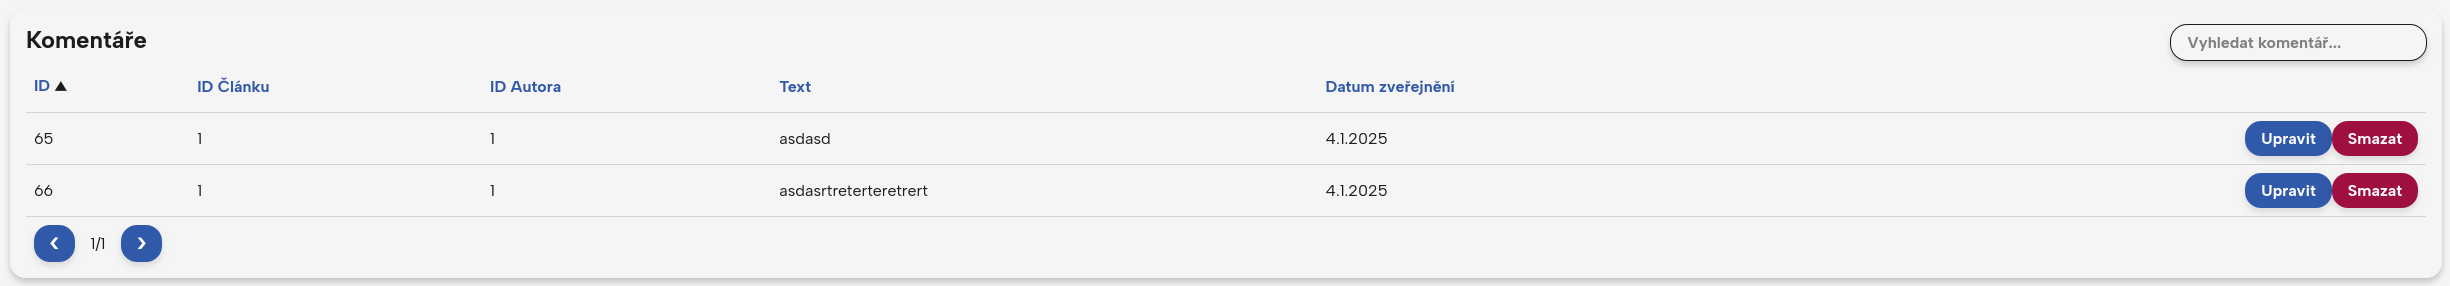 Komentáře
Vyhledat komentář...
ID ▲ ID Článku ID Autora Text Datum zveřejnění
65 1 1 asdasd 4.1.2025 Upravit Smazat
66 1 1 asdasrtreterteretrert 4.1.2025 Upravit Smazat
‹ 1/1 ›